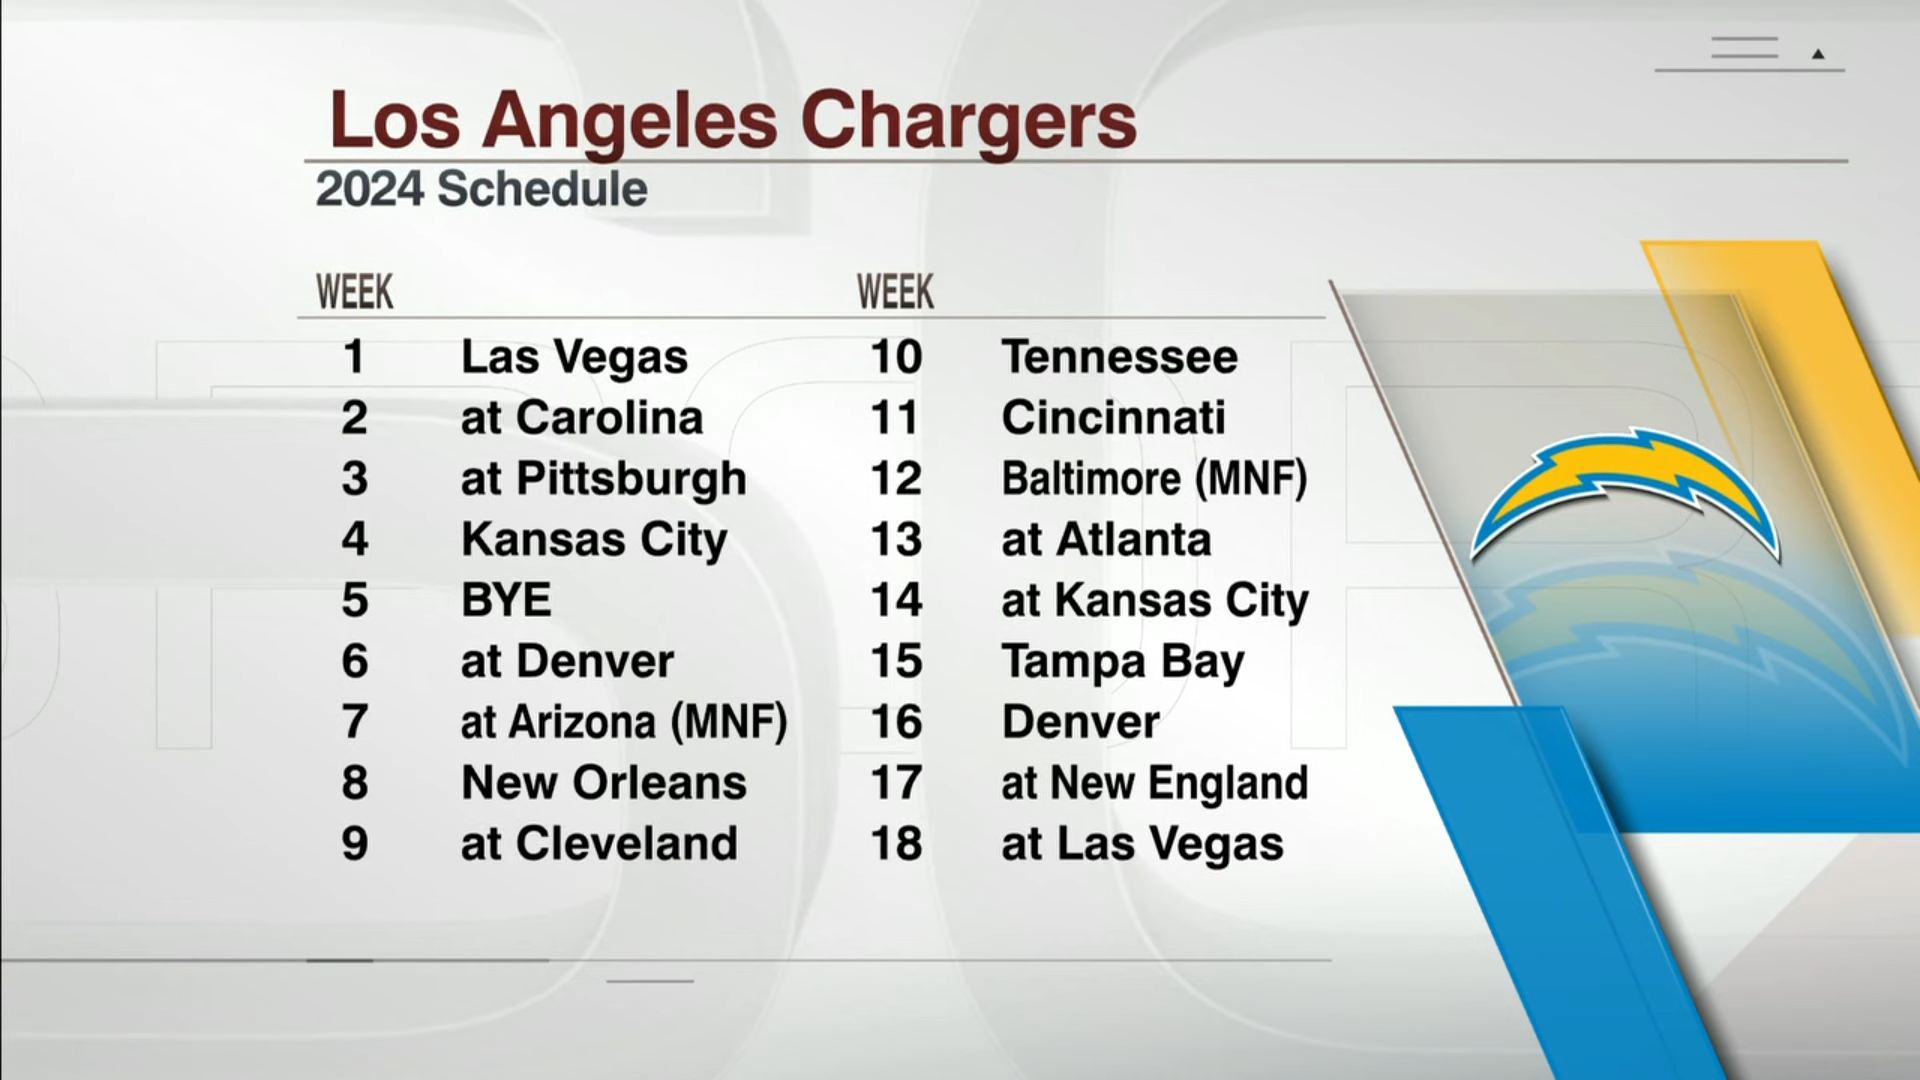 Los Angeles Chargers
2024 Schedule
WEEK
1 Las Vegas
2 at Carolina
3 at Pittsburgh
4 Kansas City
5 BYE
6 at Denver
7 at Arizona (MNF)
8 New Orleans
9 at Cleveland
WEEK
10 Tennessee
11 Cincinnati
12 Baltimore (MNF)
13 at Atlanta
14 at Kansas City
15 Tampa Bay
16 Denver
17 at New England
18 at Las Vegas